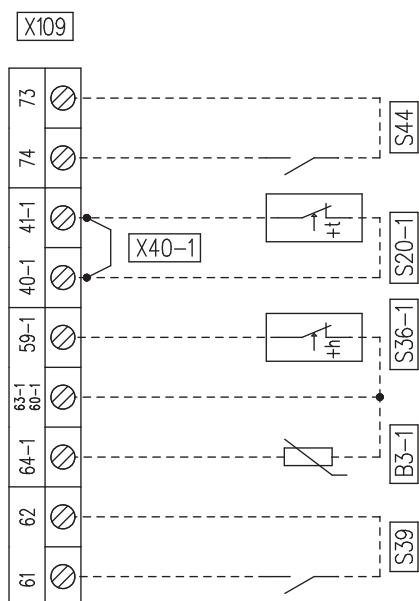 X109
73
74
41-1
40-1
59-1
63-1
60-1
64-1
62
61
X40-1
+t
+h
S44
S20-1
S36-1
B3-1
S39